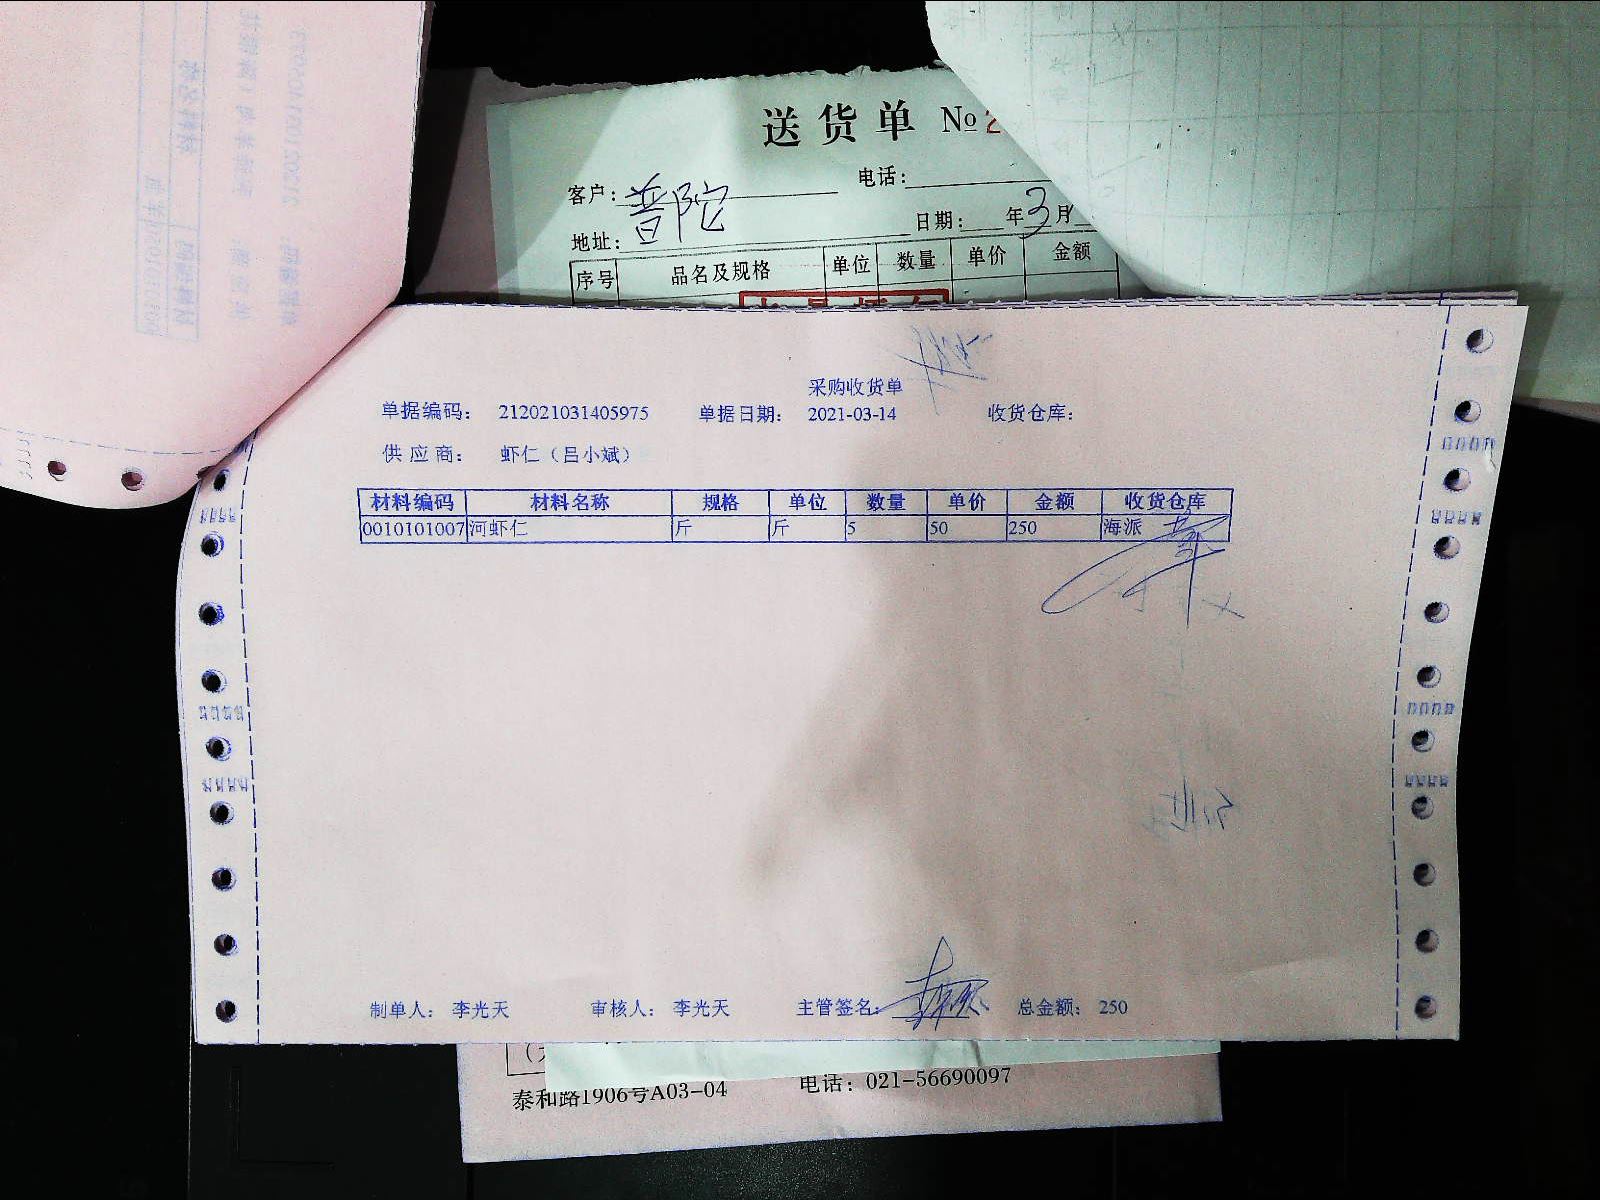 送货单 №2
客户: 普陀 电话:
地址: 日期: 年3月
序号 品名及规格 单位 数量 单价 金额
采购收货单
单据编码: 212021031405975 单据日期: 2021-03-14 收货仓库:
供应商: 虾仁（吕小斌）
材料编码 材料名称 规格 单位 数量 单价 金额 收货仓库
0010101007 河虾仁 斤 斤 5 50 250 海派
制单人: 李光天 审核人: 李光天 主管签名: 总金额: 250
泰和路1906号A03-04 电话: 021-56690097